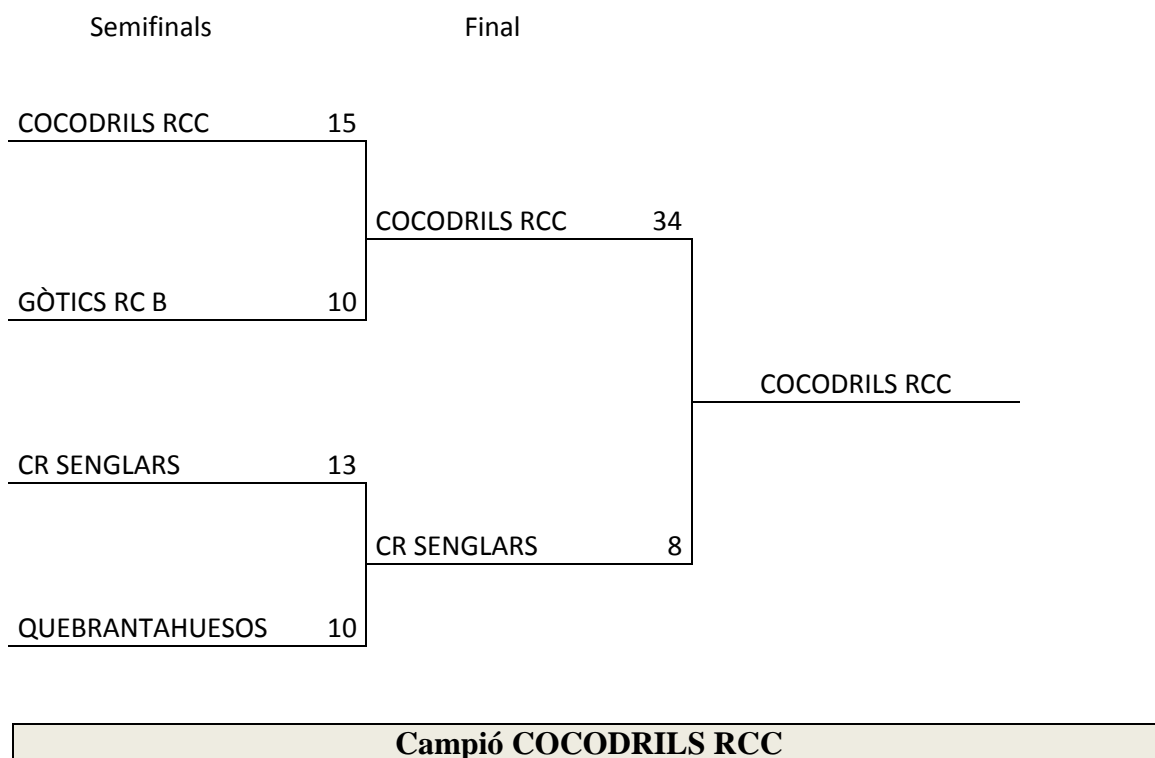 Semifinals Final
COCODRILS RCC 15
COCODRILS RCC 34
GÒTICS RC B 10
COCODRILS RCC
CR SENGLARS 13
CR SENGLARS 8
QUEBRANTAHUESOS 10
Campió COCODRILS RCC